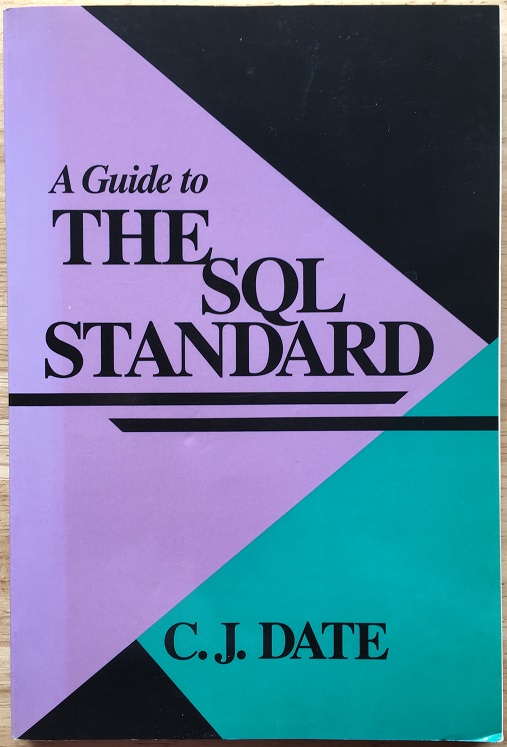 A Guide to
THE
SQL
STANDARD
C. J. DATE